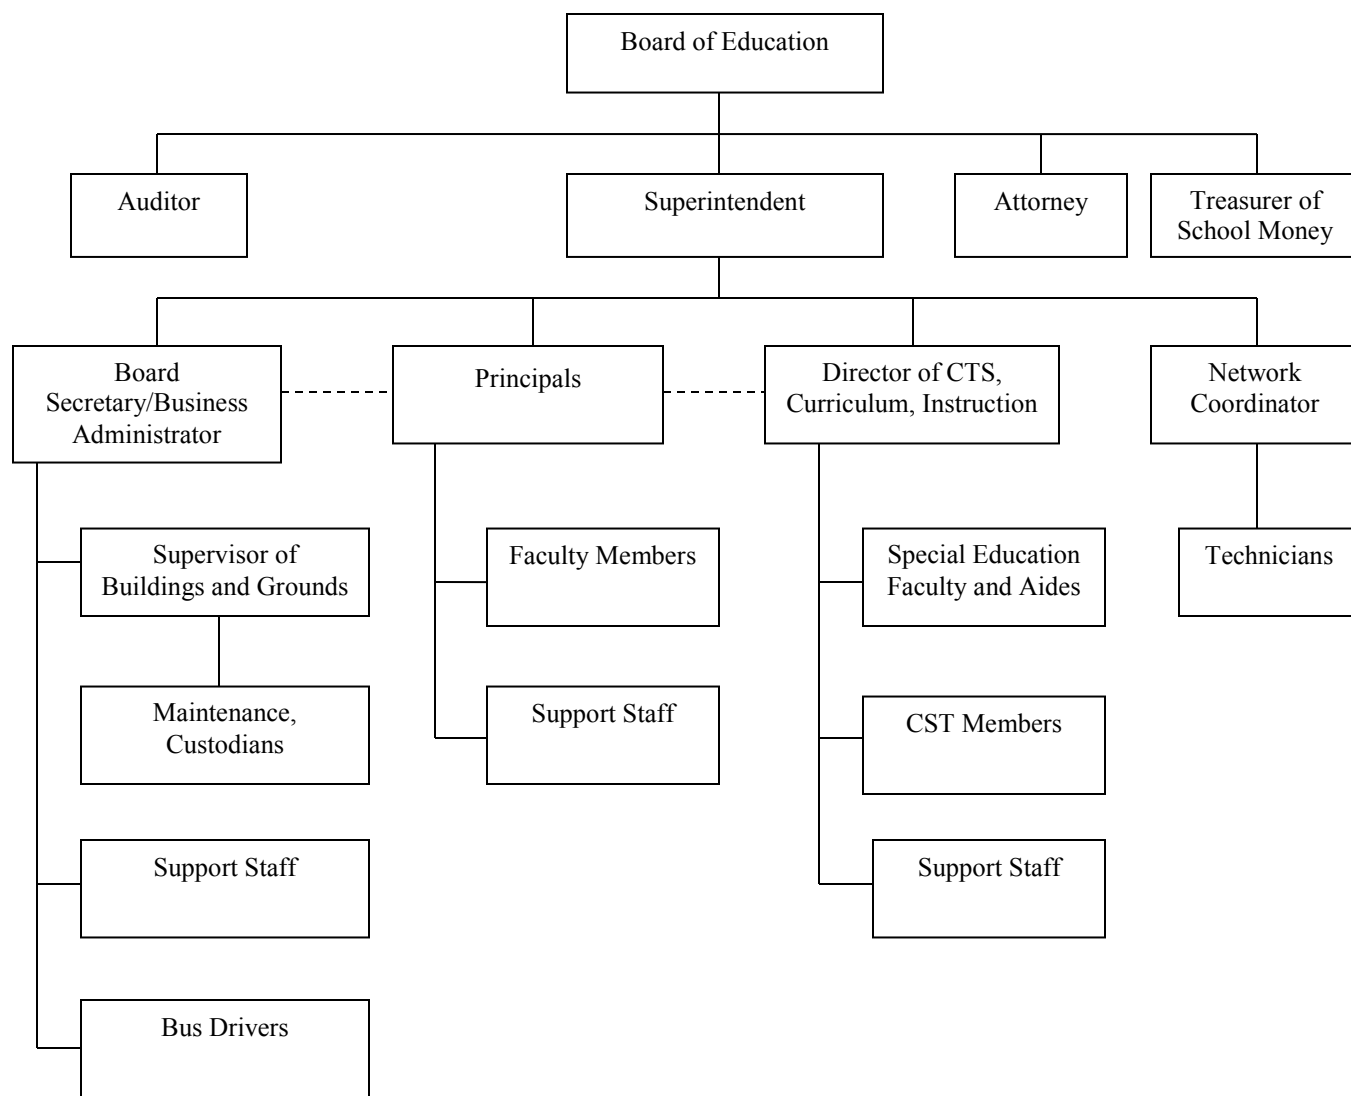 Board of Education
Auditor
Superintendent
Attorney
Treasurer of
School Money
Board
Secretary/Business
Administrator
Principals
Director of CTS,
Curriculum, Instruction
Network
Coordinator
Supervisor of
Buildings and Grounds
Faculty Members
Special Education
Faculty and Aides
Technicians
Maintenance,
Custodians
Support Staff
CST Members
Support Staff
Support Staff
Bus Drivers